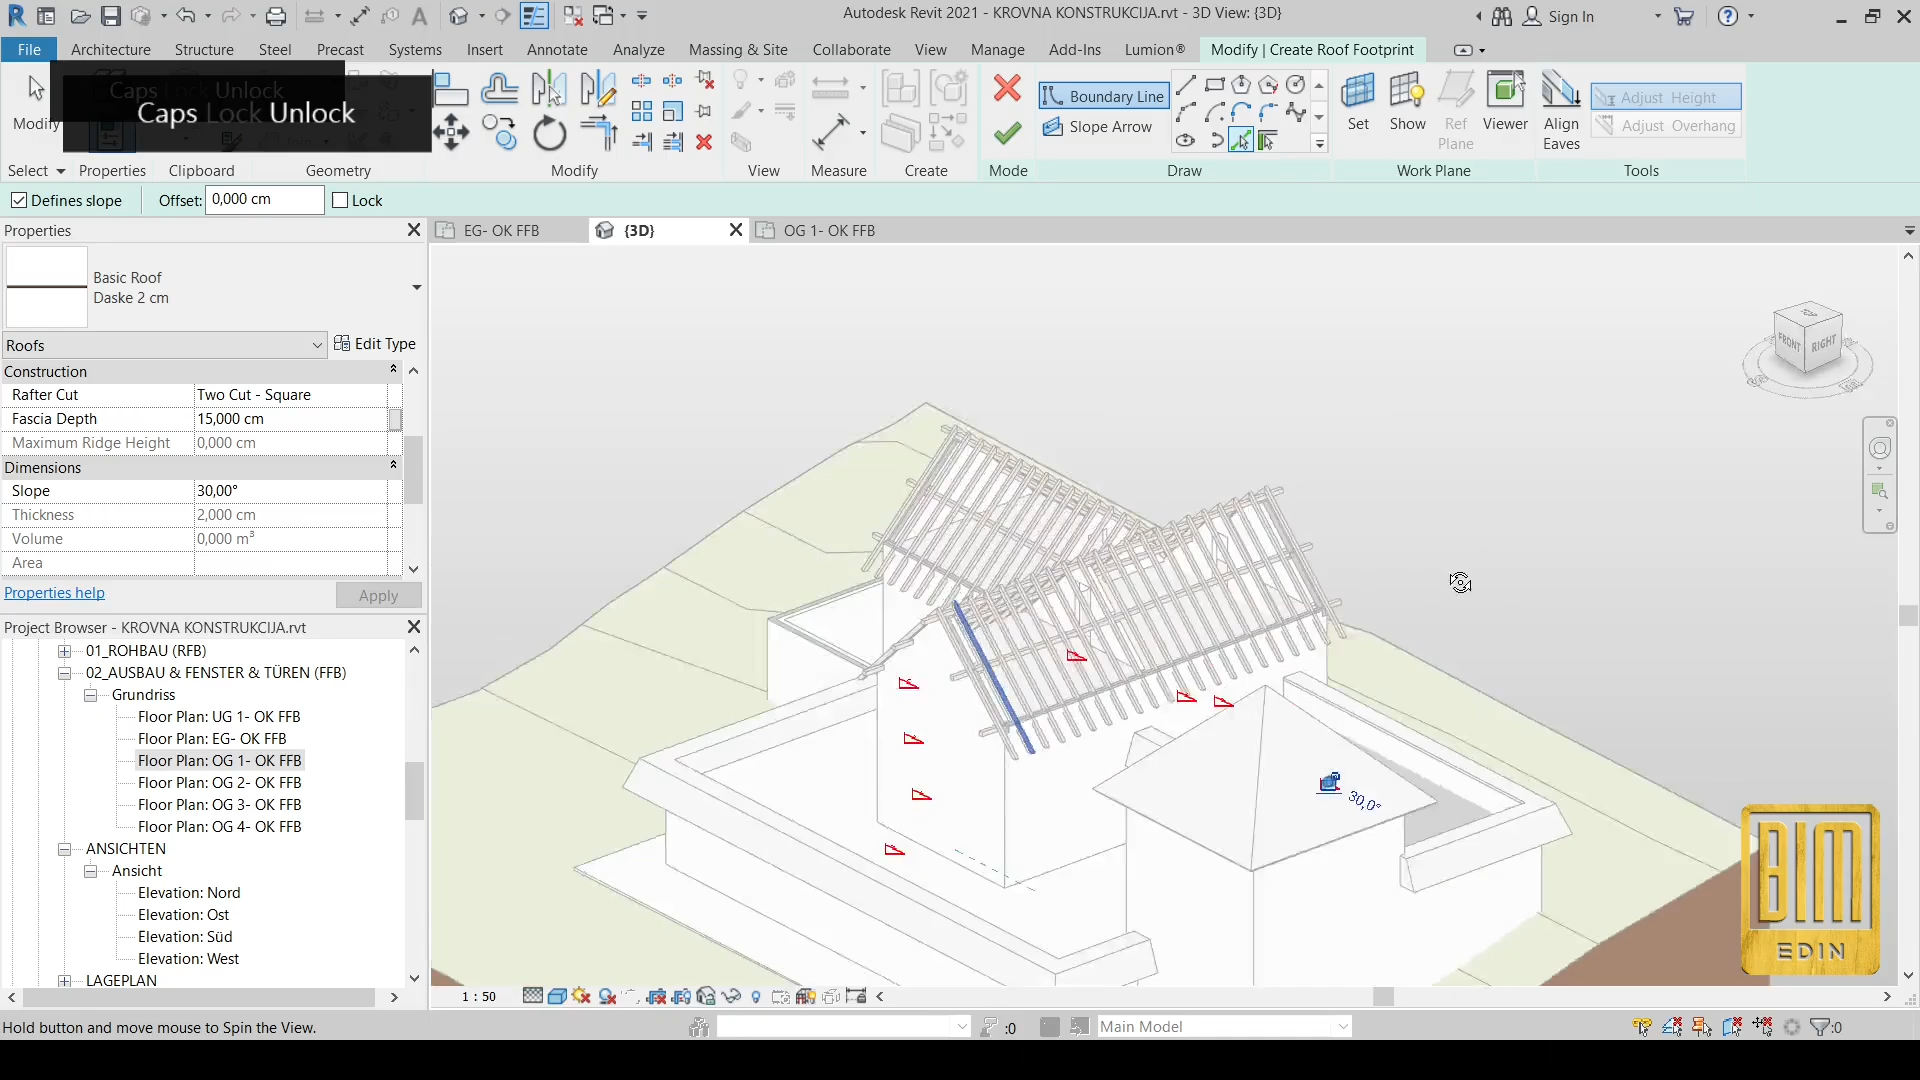 Autodesk Revit 2021 - KROVNA KONSTRUKCIJA.rvt - 3D View: {3D}
Sign In
File Architecture Structure Steel Precast Systems Insert Annotate Analyze Massing & Site Collaborate View Manage Add-Ins Lumion® Modify | Create Roof Footprint
Caps Lock Unlock
Caps Lock Unlock
Modify
Boundary Line
Slope Arrow
Set Show Ref Plane Viewer
Align Eaves
Adjust Height
Adjust Overhang
Select Properties Clipboard Geometry Modify View Measure Create Mode Draw Work Plane Tools
Defines slope Offset: 0,000 cm Lock
Properties
EG- OK FFB {3D} OG 1- OK FFB
Basic Roof
Daske 2 cm
Roofs Edit Type
Construction
Rafter Cut Two Cut - Square
Fascia Depth 15,000 cm
Maximum Ridge Height 0,000 cm
Dimensions
Slope 30,00°
Thickness 2,000 cm
Volume 0,000 m³
Area
Properties help Apply
Project Browser - KROVNA KONSTRUKCIJA.rvt
01_ROHBAU (RFB)
02_AUSBAU & FENSTER & TÜREN (FFB)
Grundriss
Floor Plan: UG 1- OK FFB
Floor Plan: EG- OK FFB
Floor Plan: OG 1- OK FFB
Floor Plan: OG 2- OK FFB
Floor Plan: OG 3- OK FFB
Floor Plan: OG 4- OK FFB
ANSICHTEN
Ansicht
Elevation: Nord
Elevation: Ost
Elevation: Süd
Elevation: West
LAGEPLAN
FRONT RIGHT
30,0°
BIM
EDIN
1 : 50
Hold button and move mouse to Spin the View.
:0
Main Model
:0